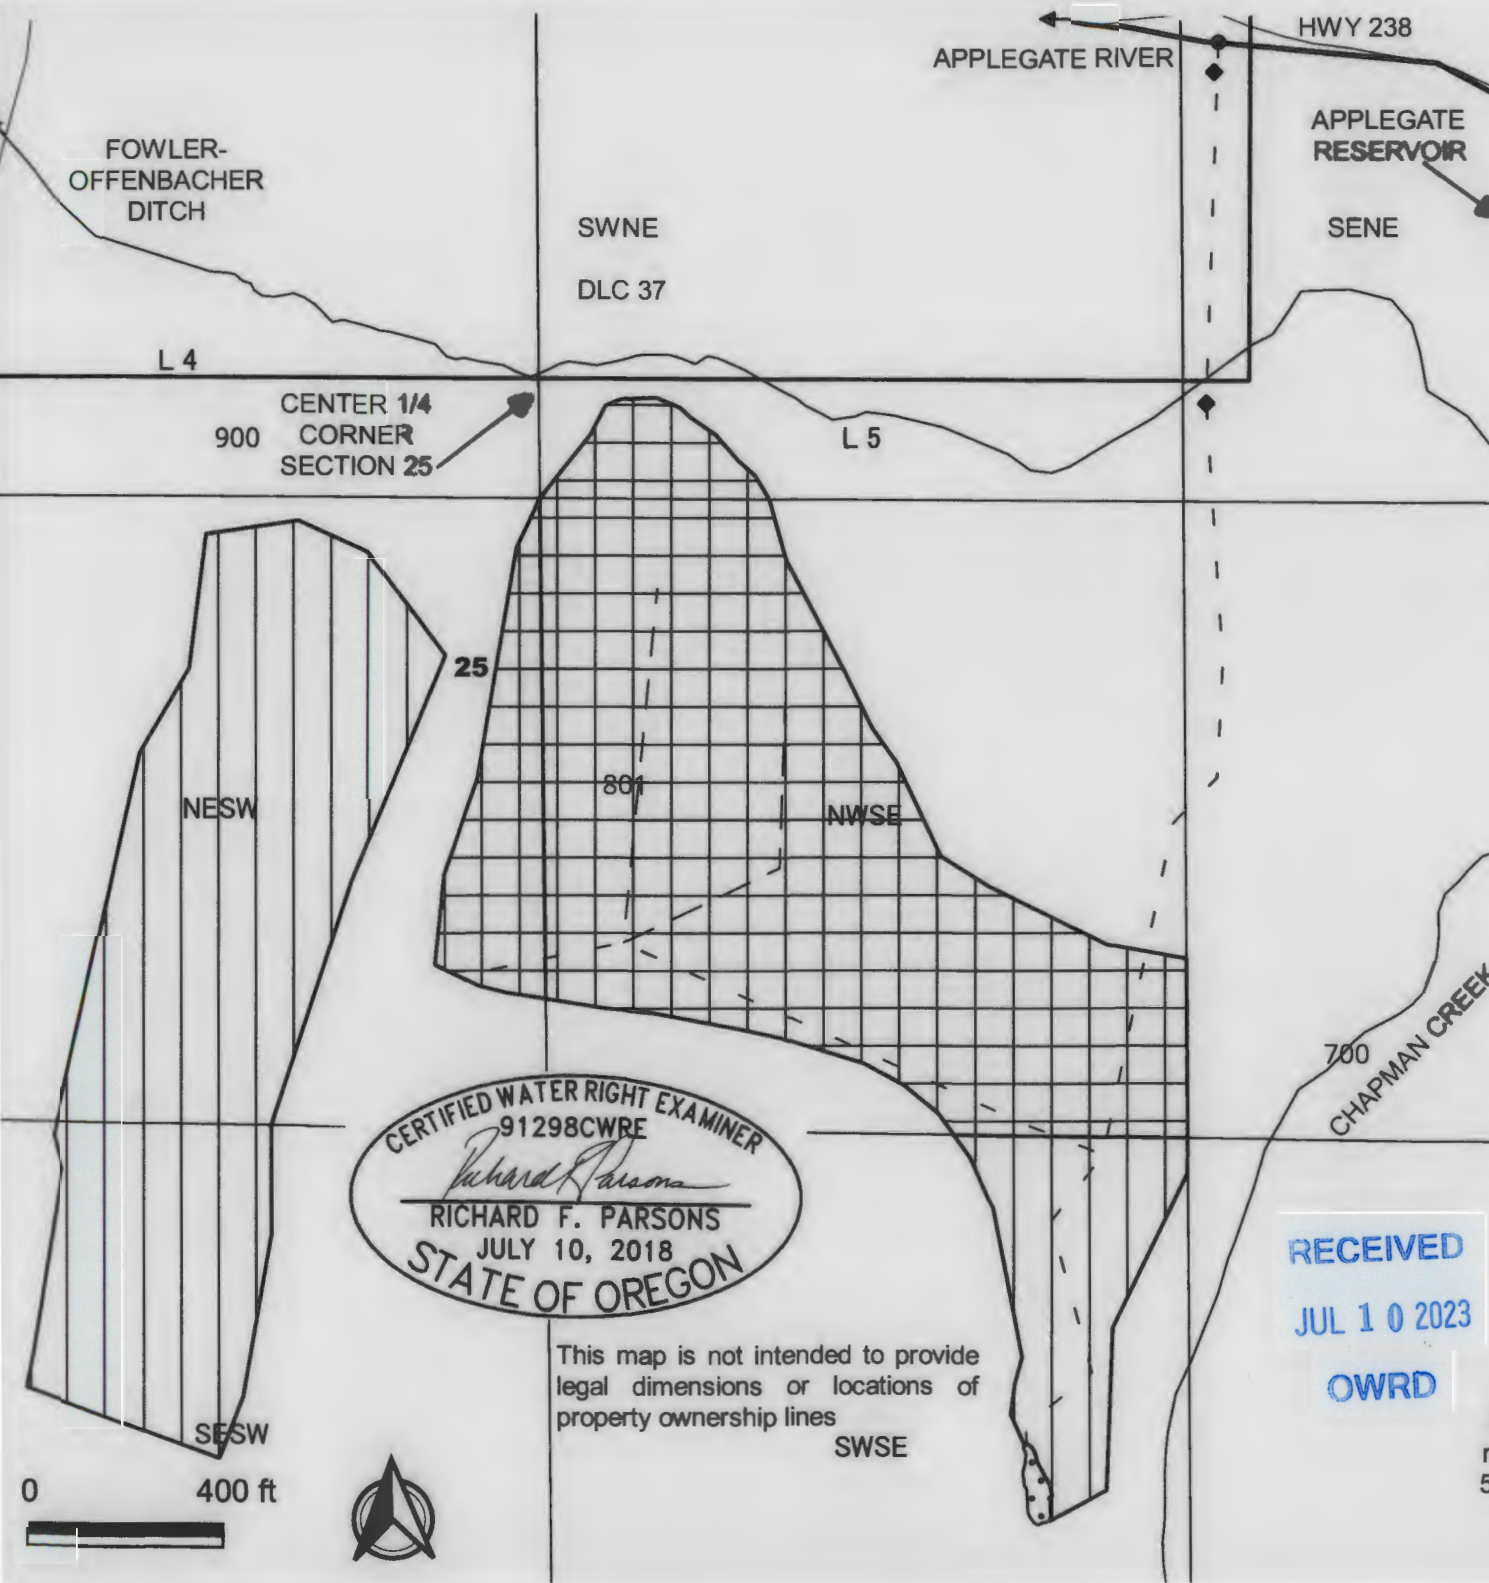 HWY 238
APPLEGATE RIVER
APPLEGATE
RESERVOIR
FOWLER-
OFFENBACHER
DITCH
SWNE
SENE
DLC 37
L 4
CENTER 1/4
CORNER
SECTION 25
900
L 5
25
801
NESW
NWSE
700
CHAPMAN CREEK
CERTIFIED WATER RIGHT EXAMINER
91298CWRE
Richard F Parsons
RICHARD F. PARSONS
JULY 10, 2018
STATE OF OREGON
RECEIVED
JUL 10 2023
OWRD
This map is not intended to provide
legal dimensions or locations of
property ownership lines
SESW
SWSE
0 400 ft